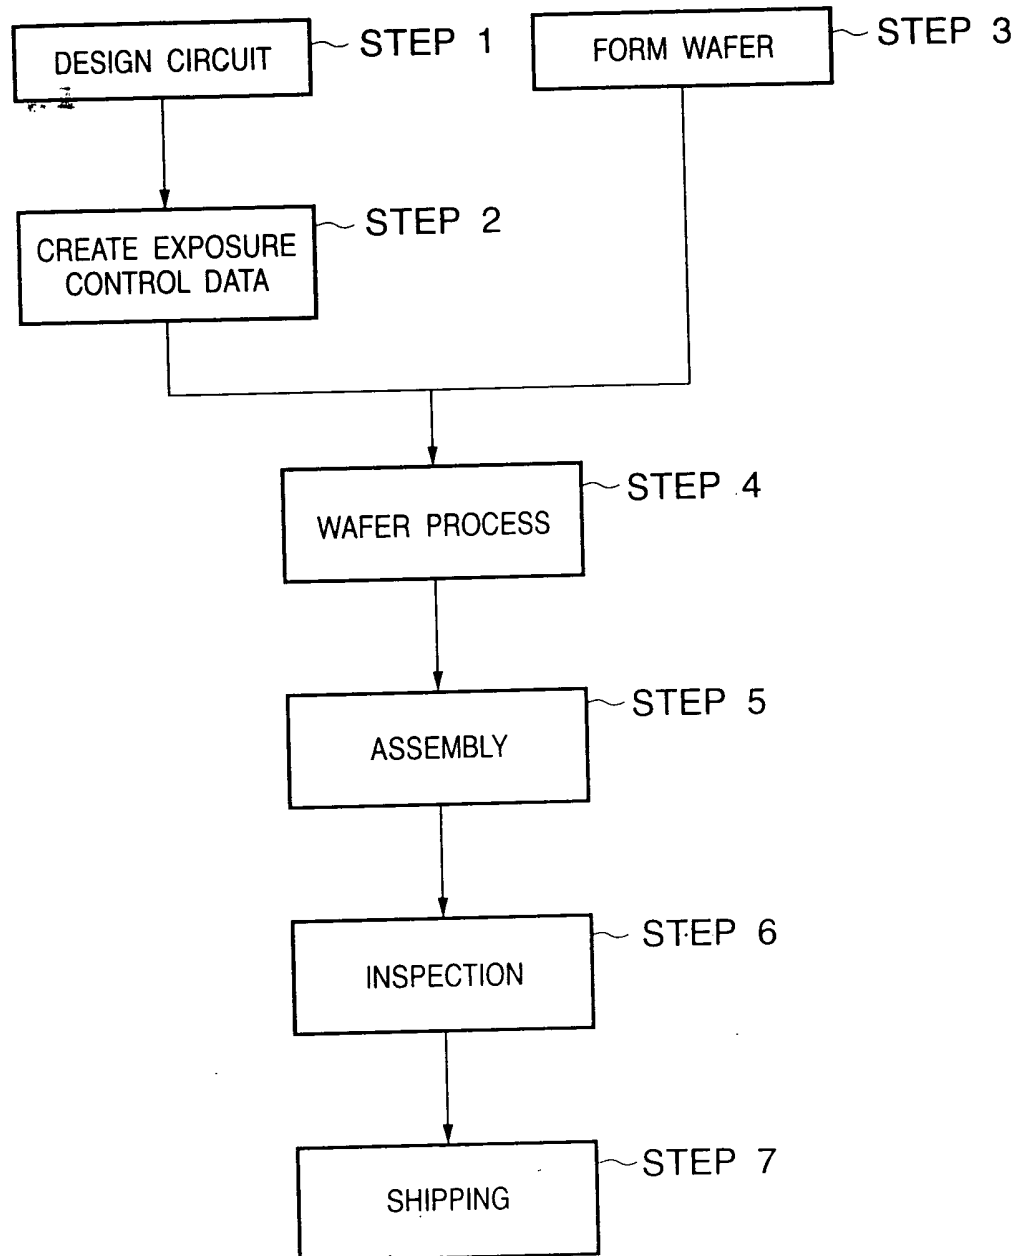 DESIGN CIRCUIT
STEP 1
FORM WAFER
STEP 3
CREATE EXPOSURE
CONTROL DATA
STEP 2
WAFER PROCESS
STEP 4
ASSEMBLY
STEP 5
INSPECTION
STEP 6
SHIPPING
STEP 7